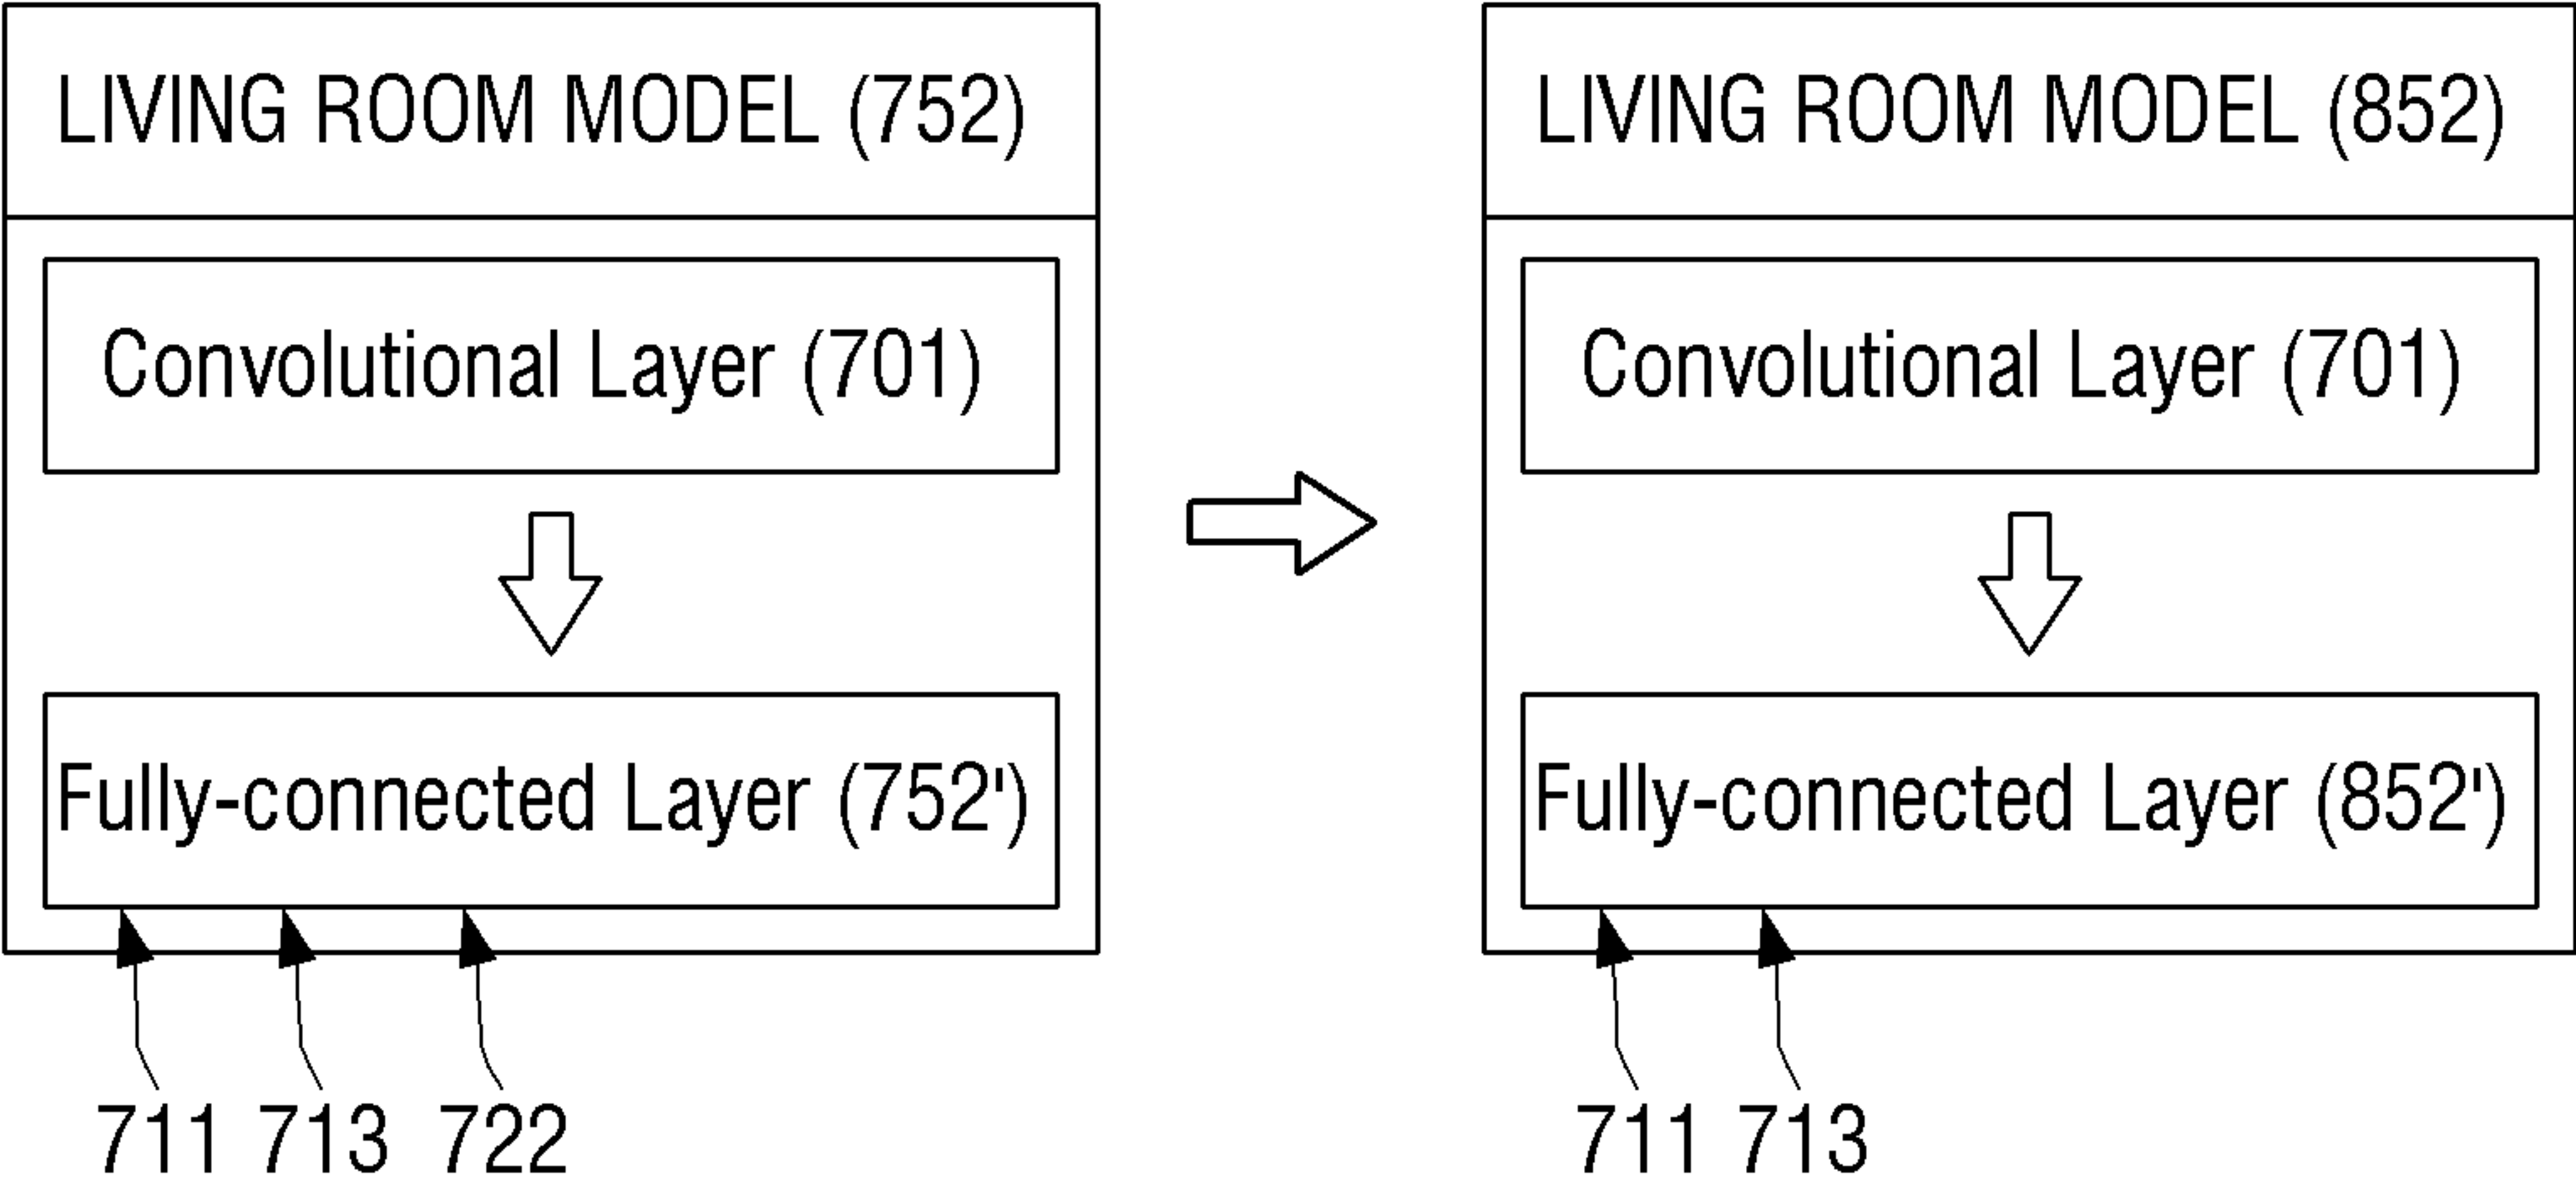 LIVING ROOM MODEL (752)
Convolutional Layer (701)
Fully-connected Layer (752')
711 713 722
LIVING ROOM MODEL (852)
Convolutional Layer (701)
Fully-connected Layer (852')
711 713